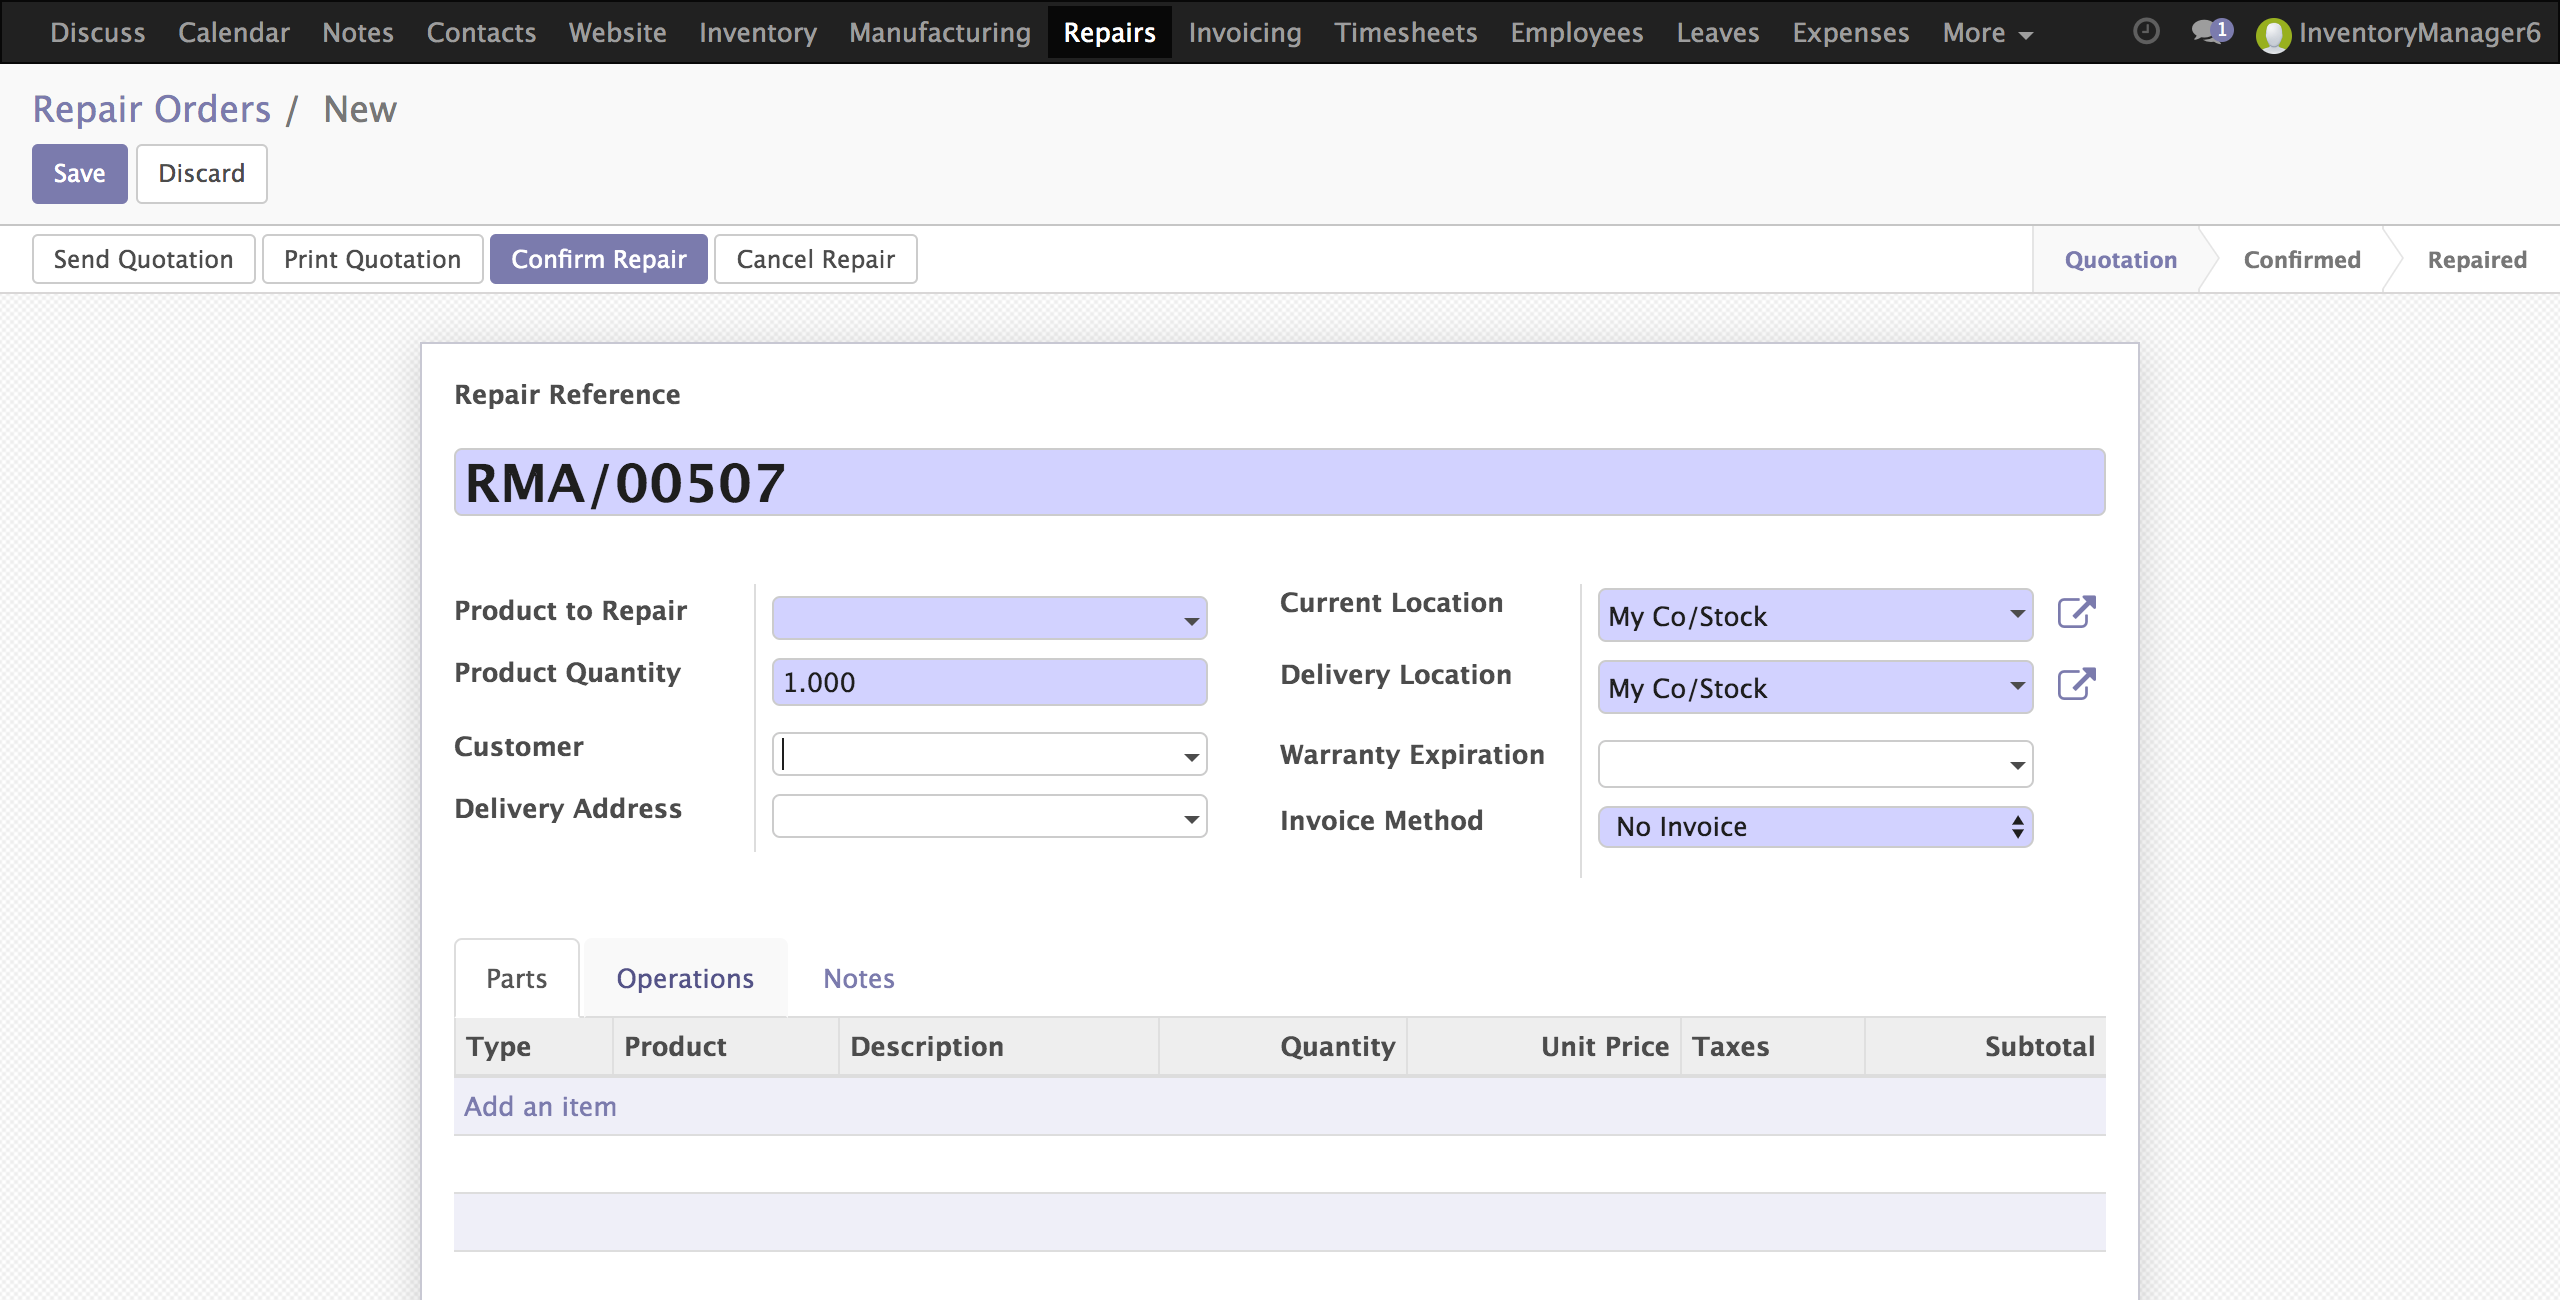 Discuss Calendar Notes Contacts Website Inventory Manufacturing Repairs Invoicing Timesheets Employees Leaves Expenses More 1 InventoryManager6
Repair Orders / New
Save Discard
Send Quotation Print Quotation Confirm Repair Cancel Repair Quotation Confirmed Repaired
Repair Reference
RMA/00507
Product to Repair
Product Quantity 1.000
Customer
Delivery Address
Current Location My Co/Stock
Delivery Location My Co/Stock
Warranty Expiration
Invoice Method No Invoice
Parts Operations Notes
Type Product Description Quantity Unit Price Taxes Subtotal
Add an item